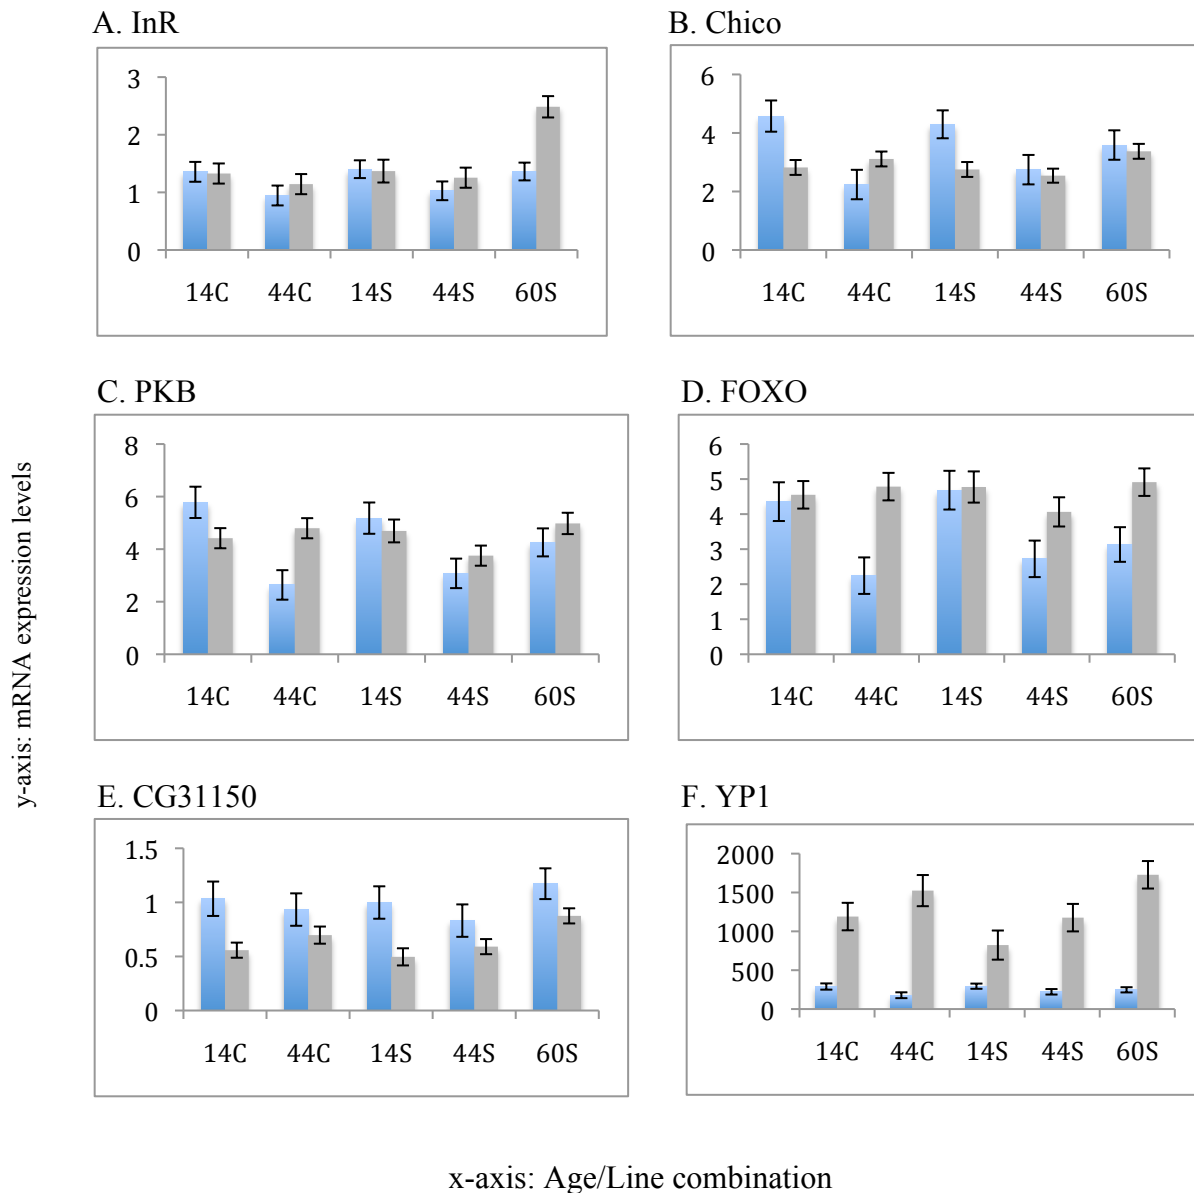 A. InR
3
2
1
0
14C 44C 14S 44S 60S
B. Chico
6
4
2
0
14C 44C 14S 44S 60S
C. PKB
8
6
4
2
0
14C 44C 14S 44S 60S
D. FOXO
6
5
4
3
2
1
0
14C 44C 14S 44S 60S
y-axis: mRNA expression levels
E. CG31150
1.5
1
0.5
0
14C 44C 14S 44S 60S
F. YP1
2000
1500
1000
500
0
14C 44C 14S 44S 60S
x-axis: Age/Line combination